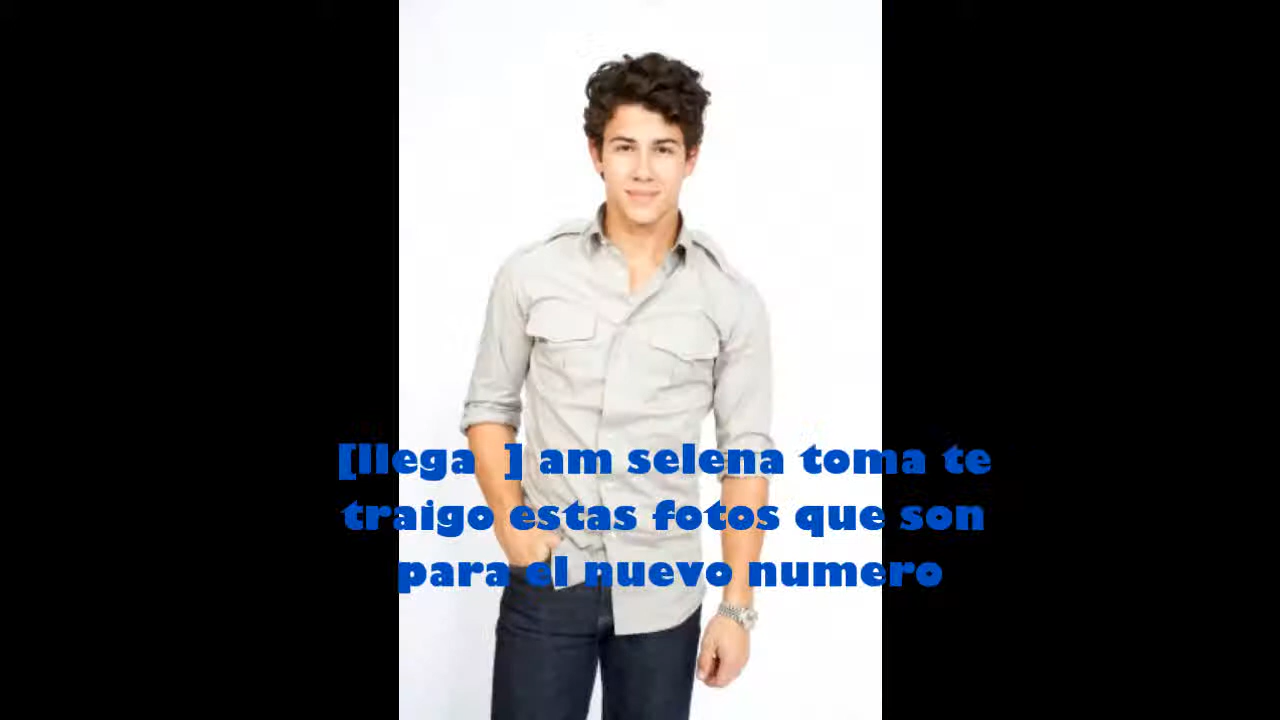 [llega  ] am selena toma te
traigo estas fotos que son
para el nuevo numero